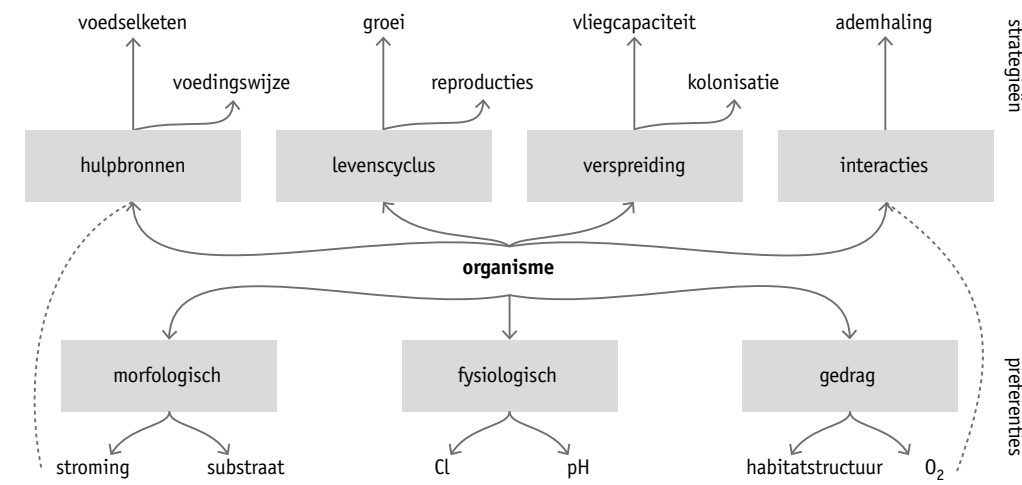 voedselketen
groei
vliegcapaciteit
ademhaling
strategieën
voedingswijze
reproducties
kolonisatie
hulpbronnen
levenscyclus
verspreiding
interacties
organisme
morfologisch
fysiologisch
gedrag
preferenties
stroming
substraat
Cl
pH
habitatstructuur
O₂